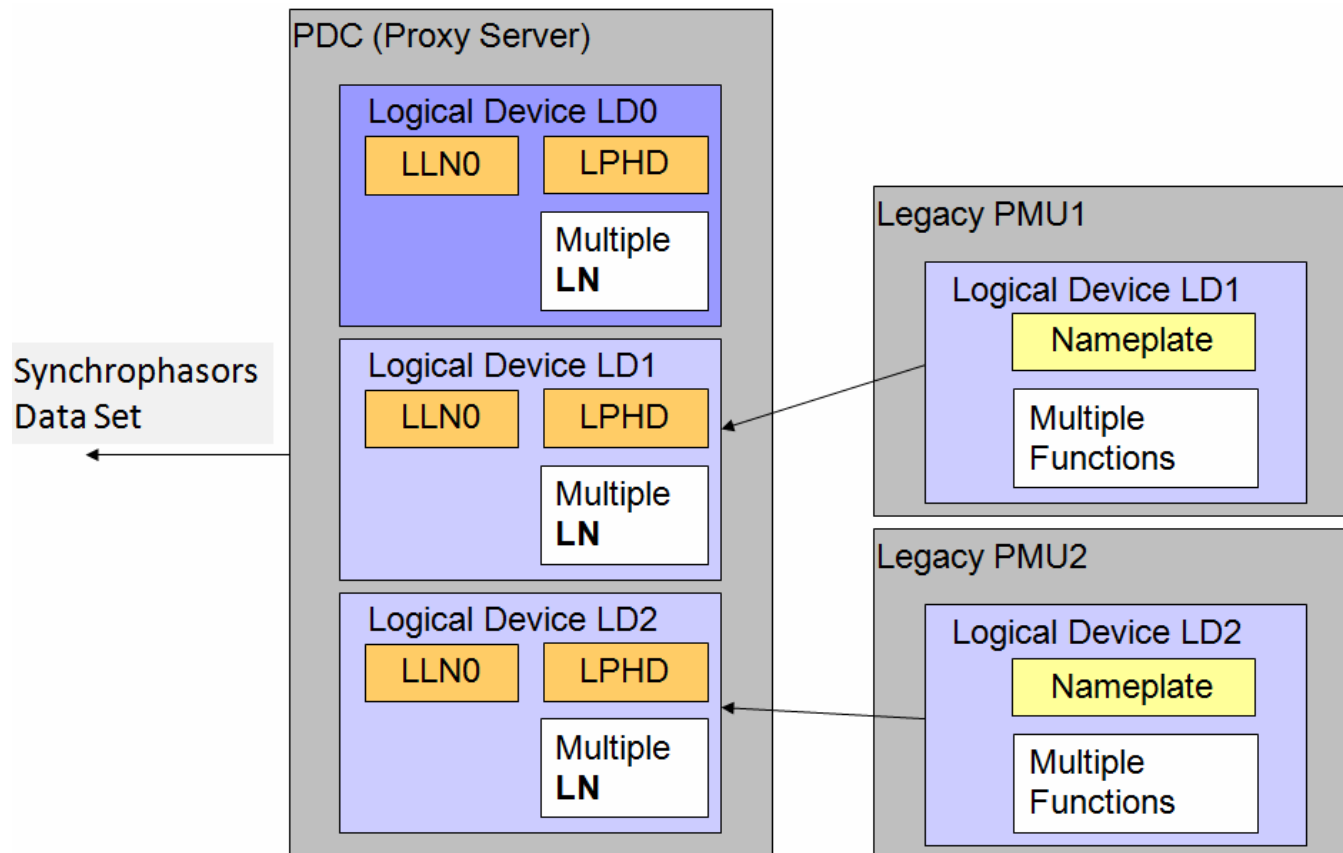 PDC (Proxy Server)
Logical Device LD0
LLN0
LPHD
Multiple
LN
Logical Device LD1
LLN0
LPHD
Multiple
LN
Logical Device LD2
LLN0
LPHD
Multiple
LN
Synchrophasors
Data Set
Legacy PMU1
Logical Device LD1
Nameplate
Multiple
Functions
Legacy PMU2
Logical Device LD2
Nameplate
Multiple
Functions